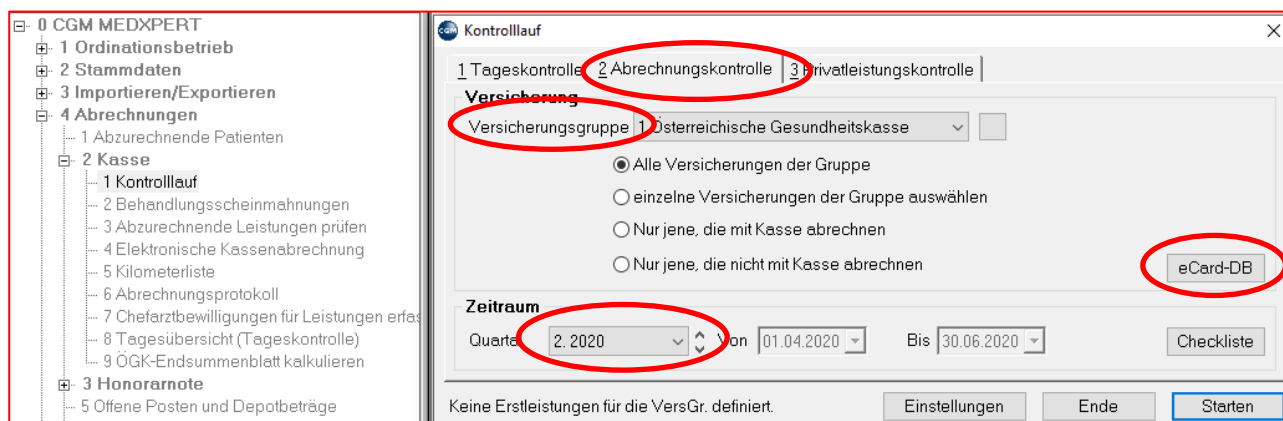 0 CGM MEDXPERT
1 Ordinationsbetrieb
2 Stammdaten
3 Importieren/Exportieren
4 Abrechnungen
1 Abzurechnende Patienten
2 Kasse
1 Kontrolllauf
2 Behandlungsscheinmahnungen
3 Abzurechnende Leistungen prüfen
4 Elektronische Kassenabrechnung
5 Kilometerliste
6 Abrechnungsprotokoll
7 Chefarztbewilligungen für Leistungen erfas
8 Tagesübersicht (Tageskontrolle)
9 ÖGK-Endsummenblatt kalkulieren
3 Honorarnote
5 Offene Posten und Depotbeträge
CGM Kontrolllauf
1 Tageskontrolle 2 Abrechnungskontrolle 3 Privatleistungskontrolle
Versicherung
Versicherungsgruppe 1 Österreichische Gesundheitskasse
Alle Versicherungen der Gruppe
einzelne Versicherungen der Gruppe auswählen
Nur jene, die mit Kasse abrechnen
Nur jene, die nicht mit Kasse abrechnen
eCard-DB
Zeitraum
Quartal 2. 2020 Von 01.04.2020 Bis 30.06.2020 Checkliste
Keine Erstleistungen für die VersGr. definiert. Einstellungen Ende Starten